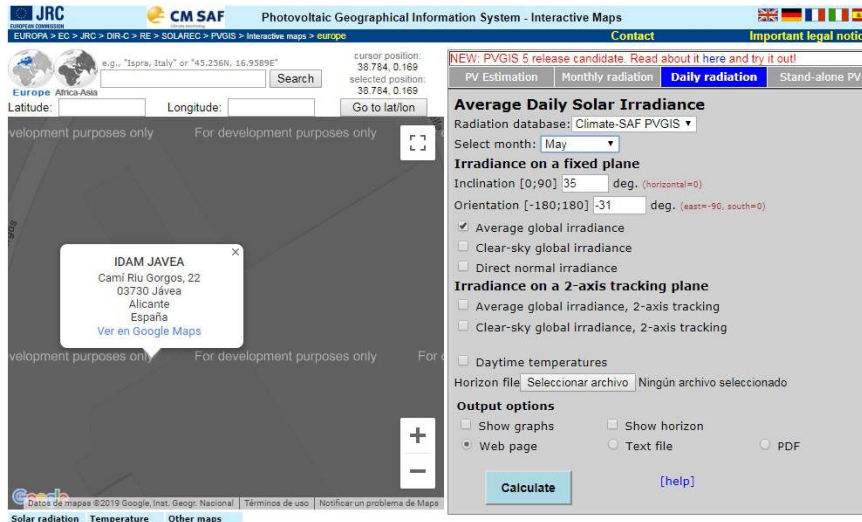 JRC
EUROPEAN COMMISSION
CM SAF
Photovoltaic Geographical Information System - Interactive Maps
EUROPA > EC > JRC > DIR-C > RE > SOLAREC > PVGIS > Interactive maps > europe
Contact
Important legal notic
Europe
Africa-Asia
e.g., "Ispra, Italy" or "45.256N, 16.9589E"
Search
cursor position:
38.784, 0.169
selected position:
38.784, 0.169
Latitude:
Longitude:
Go to lat/lon
velopment purposes only
For development purposes only
IDAM JAVEA
Camí Riu Gorgos, 22
03730 Jávea
Alicante
España
Ver en Google Maps
velopment purposes only
For development purposes only
For
Google
Datos de mapas ©2019 Google, Inst. Geogr. Nacional
Términos de uso
Notificar un problema de Maps
Solar radiation
Temperature
Other maps
NEW: PVGIS 5 release candidate. Read about it here and try it out!
PV Estimation
Monthly radiation
Daily radiation
Stand-alone PV
Average Daily Solar Irradiance
Radiation database: Climate-SAF PVGIS
Select month: May
Irradiance on a fixed plane
Inclination [0;90] 35 deg. (horizontal=0)
Orientation [-180;180] -31 deg. (east=-90, south=0)
Average global irradiance
Clear-sky global irradiance
Direct normal irradiance
Irradiance on a 2-axis tracking plane
Average global irradiance, 2-axis tracking
Clear-sky global irradiance, 2-axis tracking
Daytime temperatures
Horizon file Seleccionar archivo Ningún archivo seleccionado
Output options
Show graphs
Show horizon
Web page
Text file
PDF
Calculate
[help]